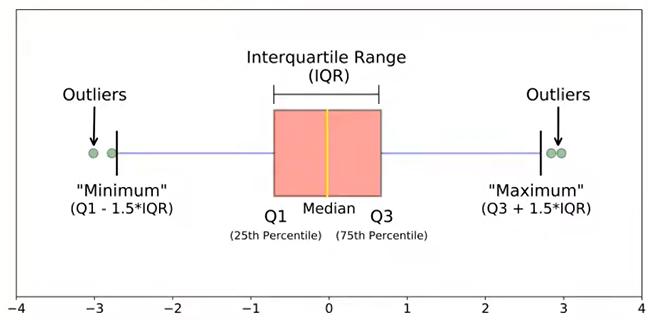 Interquartile Range
(IQR)
Outliers
Outliers
"Minimum"
(Q1 - 1.5*IQR)
"Maximum"
(Q3 + 1.5*IQR)
Q1
Median
Q3
(25th Percentile)
(75th Percentile)
−4
−3
−2
−1
0
1
2
3
4